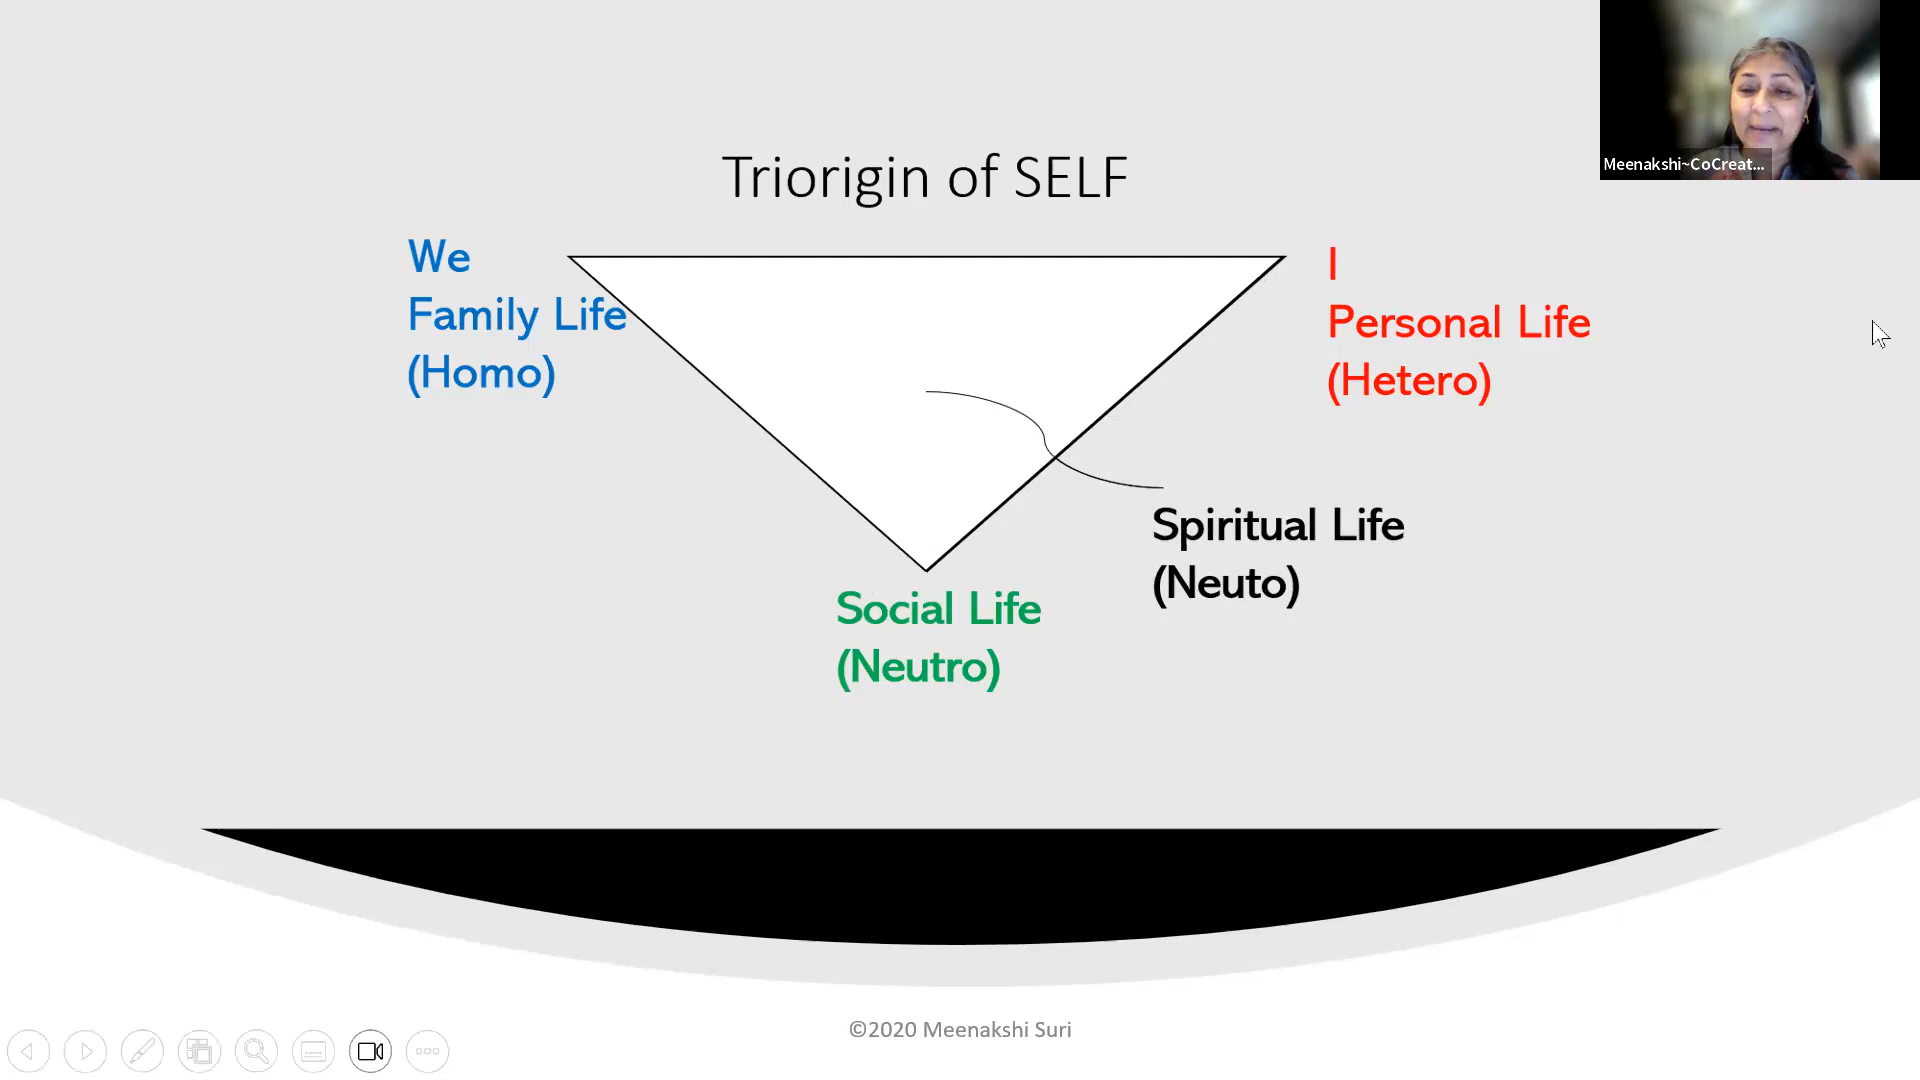 Meenakshi~CoCreat...
Triorigin of SELF
We
Family Life
(Homo)
I
Personal Life
(Hetero)
Spiritual Life
(Neuto)
Social Life
(Neutro)
©2020 Meenakshi Suri